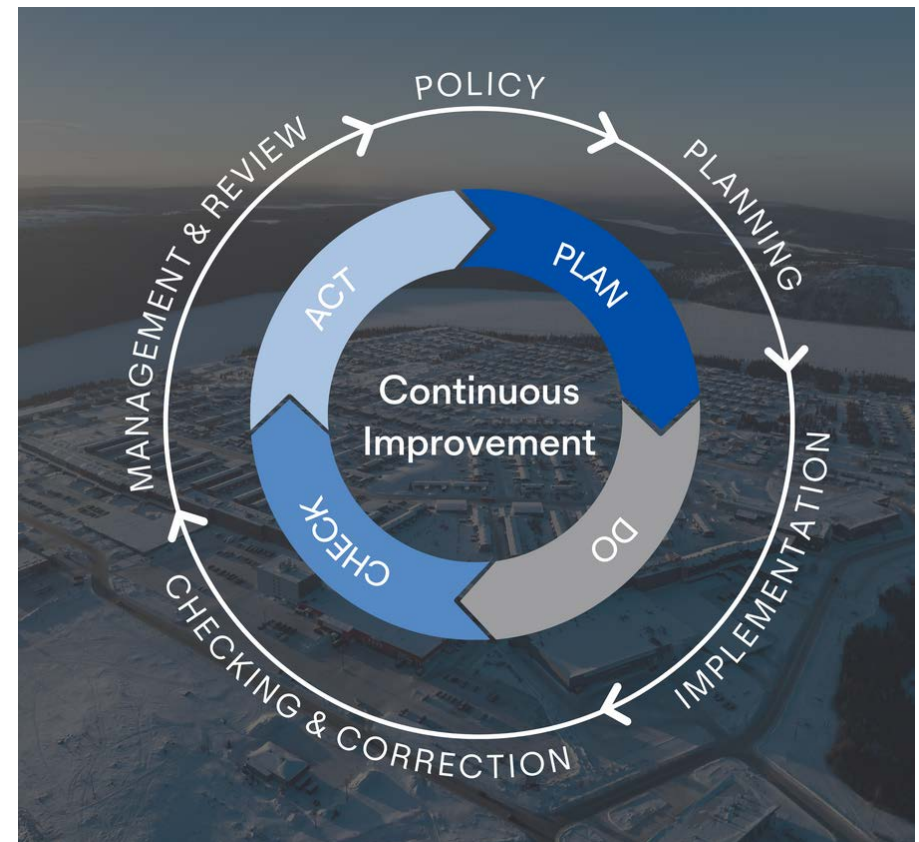 POLICY
PLANNING
IMPLEMENTATION
CHECKING & CORRECTION
MANAGEMENT & REVIEW
PLAN
DO
CHECK
ACT
Continuous
Improvement